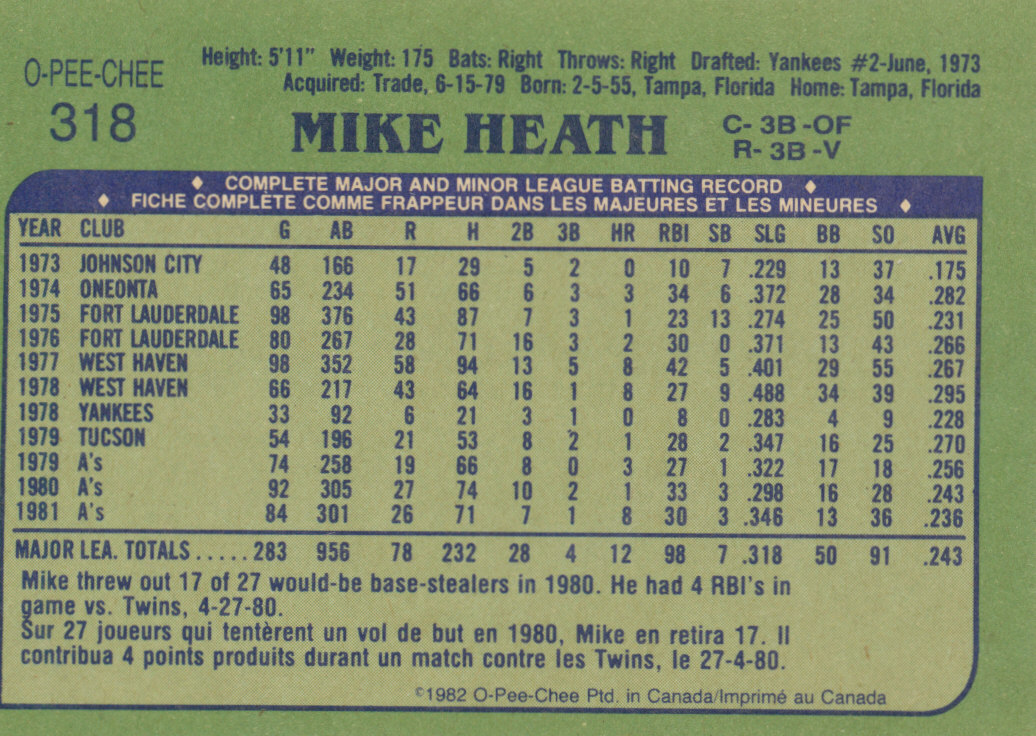 O-PEE-CHEE
318
Height: 5'11" Weight: 175 Bats: Right Throws: Right Drafted: Yankees #2-June, 1973
Acquired: Trade, 6-15-79 Born: 2-5-55, Tampa, Florida Home: Tampa, Florida
MIKE HEATH
C- 3B -OF
R- 3B -V
♦ COMPLETE MAJOR AND MINOR LEAGUE BATTING RECORD ♦
♦ FICHE COMPLÈTE COMME FRAPPEUR DANS LES MAJEURES ET LES MINEURES ♦
YEAR CLUB G AB R H 2B 3B HR RBI SB SLG BB SO AVG
1973 JOHNSON CITY 48 166 17 29 5 2 0 10 7 .229 13 37 .175
1974 ONEONTA 65 234 51 66 6 3 3 34 6 .372 28 34 .282
1975 FORT LAUDERDALE 98 376 43 87 7 3 1 23 13 .274 25 50 .231
1976 FORT LAUDERDALE 80 267 28 71 16 3 2 30 0 .371 13 43 .266
1977 WEST HAVEN 98 352 58 94 13 5 8 42 5 .401 29 55 .267
1978 WEST HAVEN 66 217 43 64 16 1 8 27 9 .488 34 39 .295
1978 YANKEES 33 92 6 21 3 1 0 8 0 .283 4 9 .228
1979 TUCSON 54 196 21 53 8 2 1 28 2 .347 16 25 .270
1979 A's 74 258 19 66 8 0 3 27 1 .322 17 18 .256
1980 A's 92 305 27 74 10 2 1 33 3 .298 16 28 .243
1981 A's 84 301 26 71 7 1 8 30 3 .346 13 36 .236
MAJOR LEA. TOTALS.....283 956 78 232 28 4 12 98 7 .318 50 91 .243
Mike threw out 17 of 27 would-be base-stealers in 1980. He had 4 RBI's in
game vs. Twins, 4-27-80.
Sur 27 joueurs qui tentèrent un vol de but en 1980, Mike en retira 17. Il
contribua 4 points produits durant un match contre les Twins, le 27-4-80.
©1982 O-Pee-Chee Ptd. in Canada/Imprimé au Canada